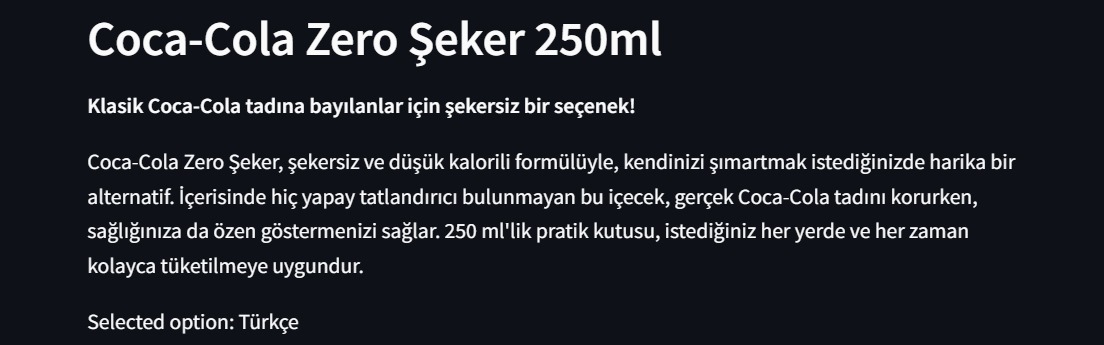 Coca-Cola Zero Şeker 250ml
Klasik Coca-Cola tadına bayılanlar için şekersiz bir seçenek!
Coca-Cola Zero Şeker, şekersiz ve düşük kalorili formülüyle, kendinizi şımartmak istediğinizde harika bir
alternatif. İçerisinde hiç yapay tatlandırıcı bulunmayan bu içecek, gerçek Coca-Cola tadını korurken,
sağlığınıza da özen göstermenizi sağlar. 250 ml'lik pratik kutusu, istediğiniz her yerde ve her zaman
kolayca tüketilmeye uygundur.
Selected option: Türkçe